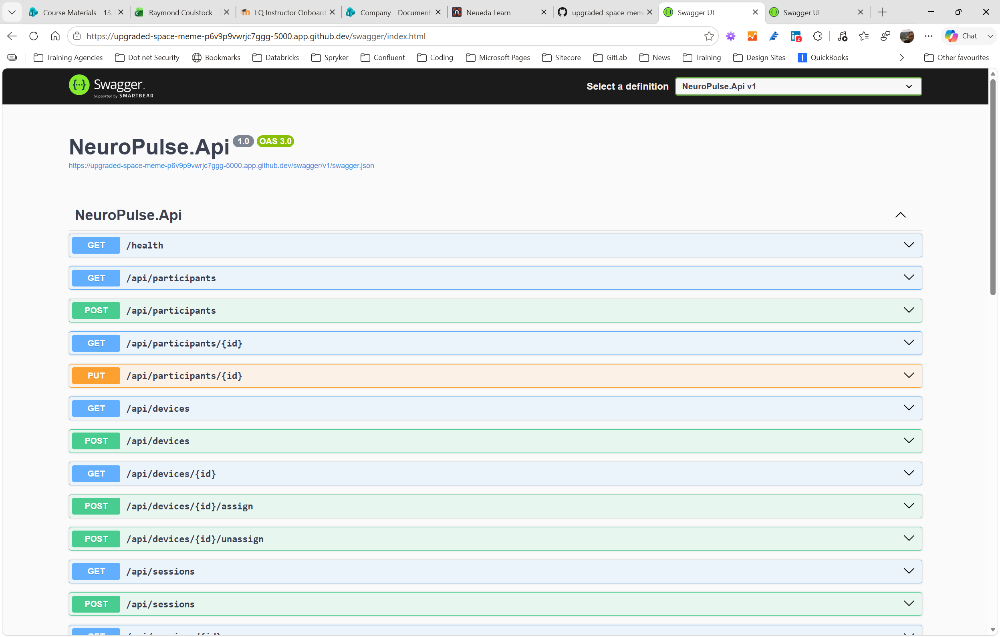 Course Materials - 13.
Raymond Coulstock –
LQ Instructor Onboard
Company - Documents
Neueda Learn
upgraded-space-mem
Swagger UI
Swagger UI
https://upgraded-space-meme-p6v9p9vwrjc7ggg-5000.app.github.dev/swagger/index.html
2
Chat
Training Agencies
Dot net Security
Bookmarks
Databricks
Spryker
Confluent
Coding
Microsoft Pages
Sitecore
GitLab
News
Training
Design Sites
QuickBooks
Other favourites
Swagger
Supported by SMARTBEAR
Select a definition
NeuroPulse.Api v1
NeuroPulse.Api 1.0 OAS 3.0
https://upgraded-space-meme-p6v9p9vwrjc7ggg-5000.app.github.dev/swagger/v1/swagger.json
NeuroPulse.Api
GET /health
GET /api/participants
POST /api/participants
GET /api/participants/{id}
PUT /api/participants/{id}
GET /api/devices
POST /api/devices
GET /api/devices/{id}
POST /api/devices/{id}/assign
POST /api/devices/{id}/unassign
GET /api/sessions
POST /api/sessions